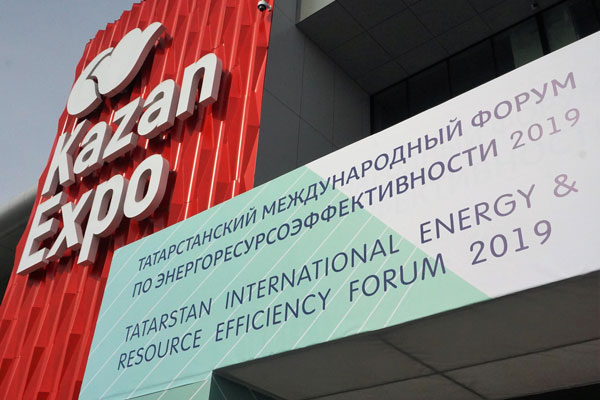 Kazan
Expo
ТАТАРСТАНСКИЙ МЕЖДУНАРОДНЫЙ ФОРУМ
ПО ЭНЕРГОРЕСУРСОЭФФЕКТИВНОСТИ 2019
TATARSTAN INTERNATIONAL ENERGY &
RESOURCE EFFICIENCY FORUM 2019